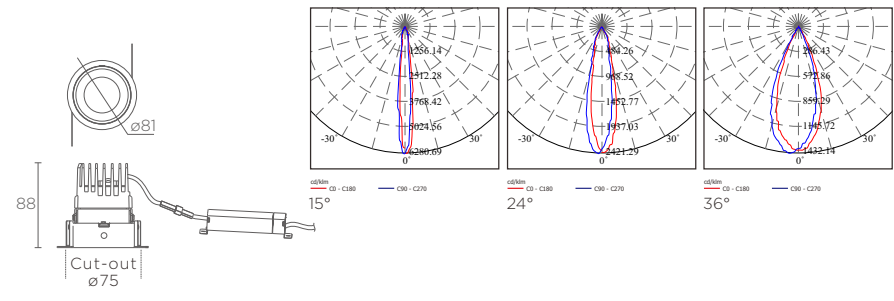 ø81
88
Cut-out
ø75
1256.14
2512.28
3768.42
5024.56
6280.69
-30°
30°
0°
cd/klm
C0 - C180
C90 - C270
15°
484.26
968.52
1452.77
1937.03
2421.29
-30°
30°
0°
cd/klm
C0 - C180
C90 - C270
24°
286.43
572.86
859.29
1145.72
1432.14
-30°
30°
0°
cd/klm
C0 - C180
C90 - C270
36°